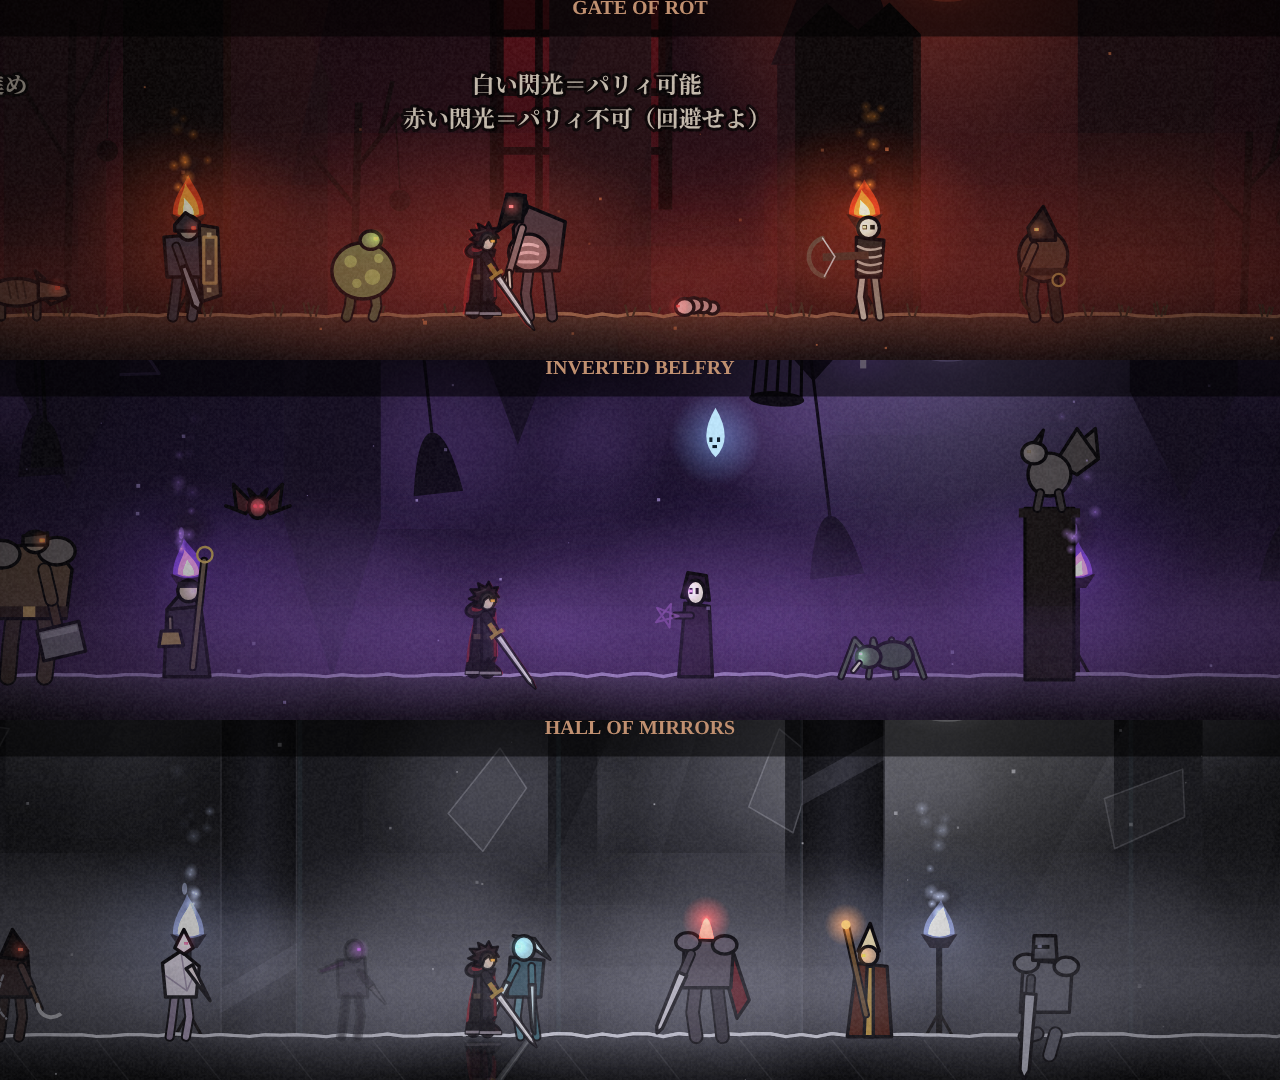 GATE OF ROT
め
白い閃光＝パリィ可能
赤い閃光＝パリィ不可（回避せよ）
INVERTED BELFRY
HALL OF MIRRORS